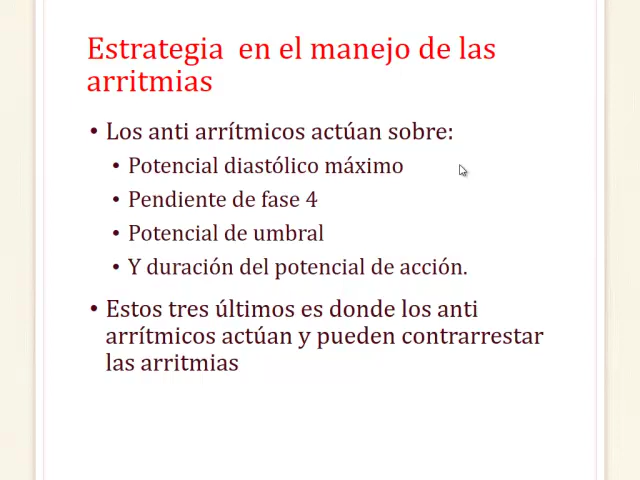 Estrategia  en el manejo de las
arritmias
• Los anti arrítmicos actúan sobre:
• Potencial diastólico máximo
• Pendiente de fase 4
• Potencial de umbral
• Y duración del potencial de acción.
• Estos tres últimos es donde los anti
arrítmicos actúan y pueden contrarrestar
las arritmias